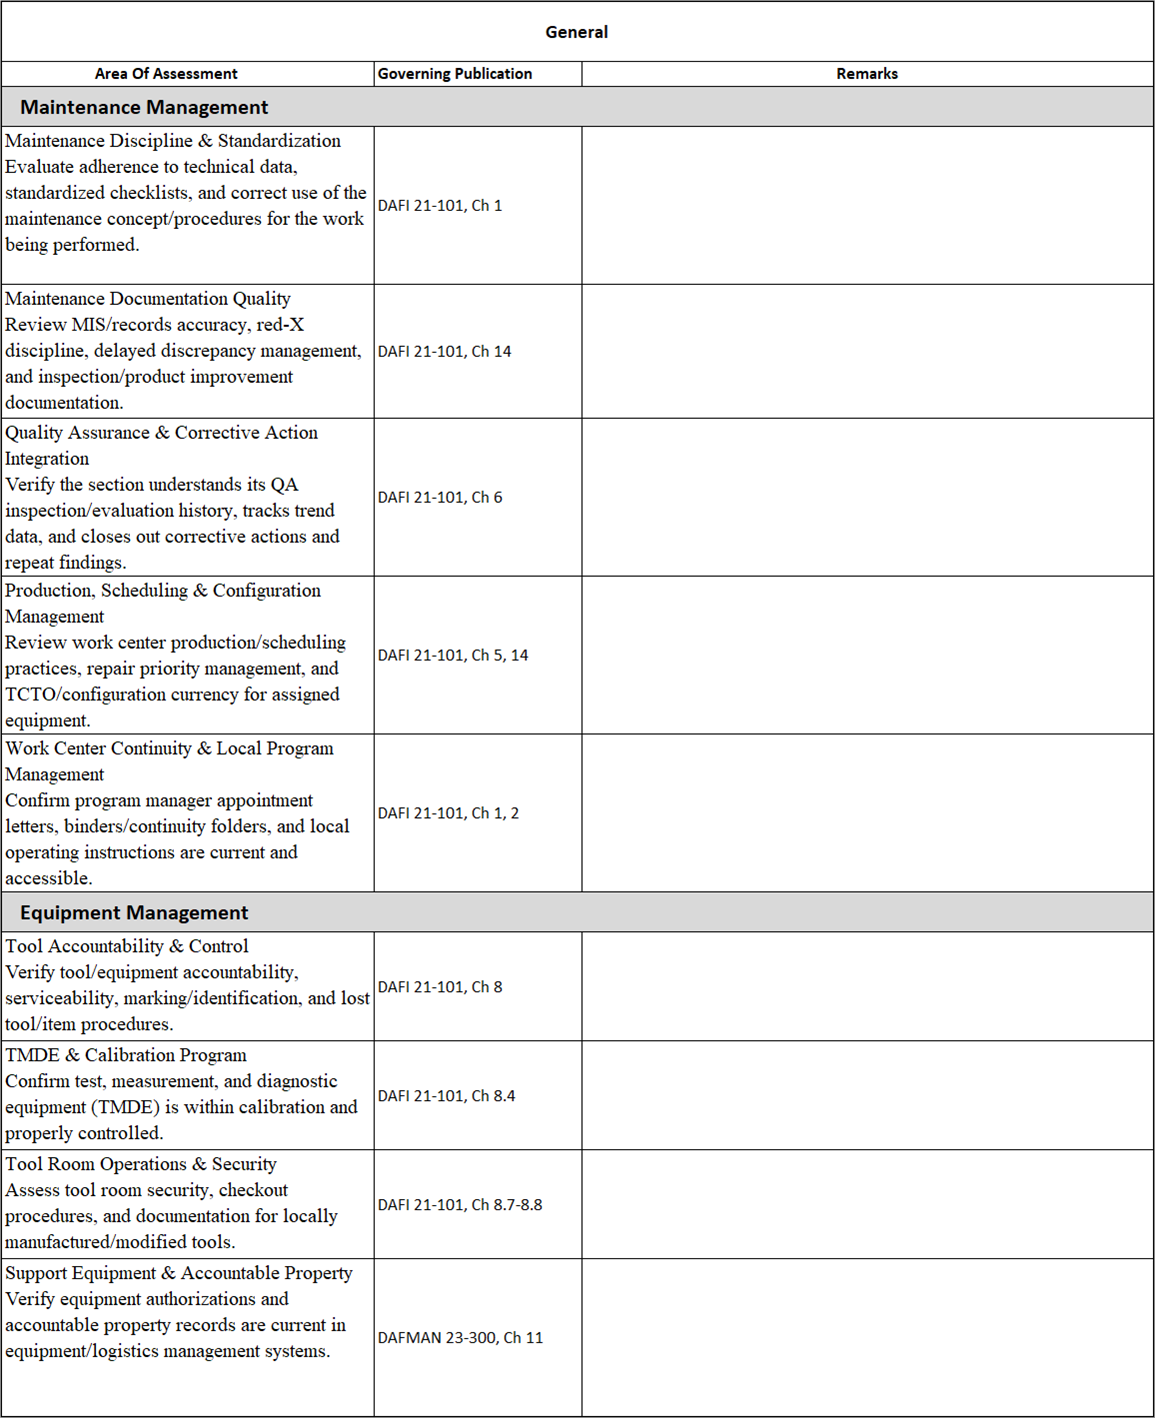 General
Area Of Assessment
Governing Publication
Remarks
Maintenance Management
Maintenance Discipline & Standardization
Evaluate adherence to technical data,
standardized checklists, and correct use of the
maintenance concept/procedures for the work
being performed.
DAFI 21-101, Ch 1
Maintenance Documentation Quality
Review MIS/records accuracy, red-X
discipline, delayed discrepancy management,
and inspection/product improvement
documentation.
DAFI 21-101, Ch 14
Quality Assurance & Corrective Action
Integration
Verify the section understands its QA
inspection/evaluation history, tracks trend
data, and closes out corrective actions and
repeat findings.
DAFI 21-101, Ch 6
Production, Scheduling & Configuration
Management
Review work center production/scheduling
practices, repair priority management, and
TCTO/configuration currency for assigned
equipment.
DAFI 21-101, Ch 5, 14
Work Center Continuity & Local Program
Management
Confirm program manager appointment
letters, binders/continuity folders, and local
operating instructions are current and
accessible.
DAFI 21-101, Ch 1, 2
Equipment Management
Tool Accountability & Control
Verify tool/equipment accountability,
serviceability, marking/identification, and lost
tool/item procedures.
DAFI 21-101, Ch 8
TMDE & Calibration Program
Confirm test, measurement, and diagnostic
equipment (TMDE) is within calibration and
properly controlled.
DAFI 21-101, Ch 8.4
Tool Room Operations & Security
Assess tool room security, checkout
procedures, and documentation for locally
manufactured/modified tools.
DAFI 21-101, Ch 8.7-8.8
Support Equipment & Accountable Property
Verify equipment authorizations and
accountable property records are current in
equipment/logistics management systems.
DAFMAN 23-300, Ch 11